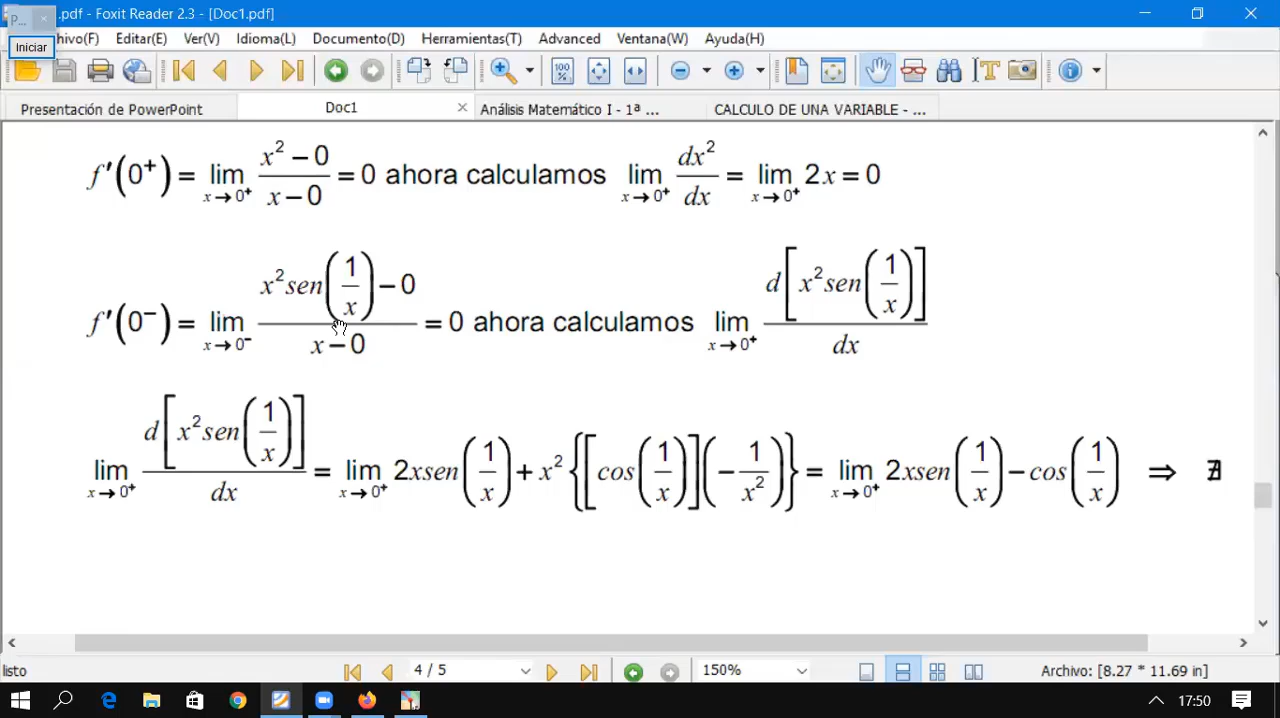 P... .pdf - Foxit Reader 2.3 - [Doc1.pdf]
Iniciar
hivo(F) Editar(E) Ver(V) Idioma(L) Documento(D) Herramientas(T) Advanced Ventana(W) Ayuda(H)
Presentación de PowerPoint Doc1 Análisis Matemático I - 1ª ... CALCULO DE UNA VARIABLE - ...
f'(0⁺) = lim x→0⁺ (x² − 0)/(x − 0) = 0 ahora calculamos lim x→0⁺ dx²/dx = lim x→0⁺ 2x = 0
f'(0⁻) = lim x→0⁻ (x²sen(1/x) − 0)/(x − 0) = 0 ahora calculamos lim x→0⁺ d[x²sen(1/x)]/dx
lim x→0⁺ d[x²sen(1/x)]/dx = lim x→0⁺ 2xsen(1/x) + x²{[cos(1/x)](−1/x²)} = lim x→0⁺ 2xsen(1/x) − cos(1/x) ⇒ ∄
listo 4 / 5 150% Archivo: [8.27 * 11.69 in]
17:50